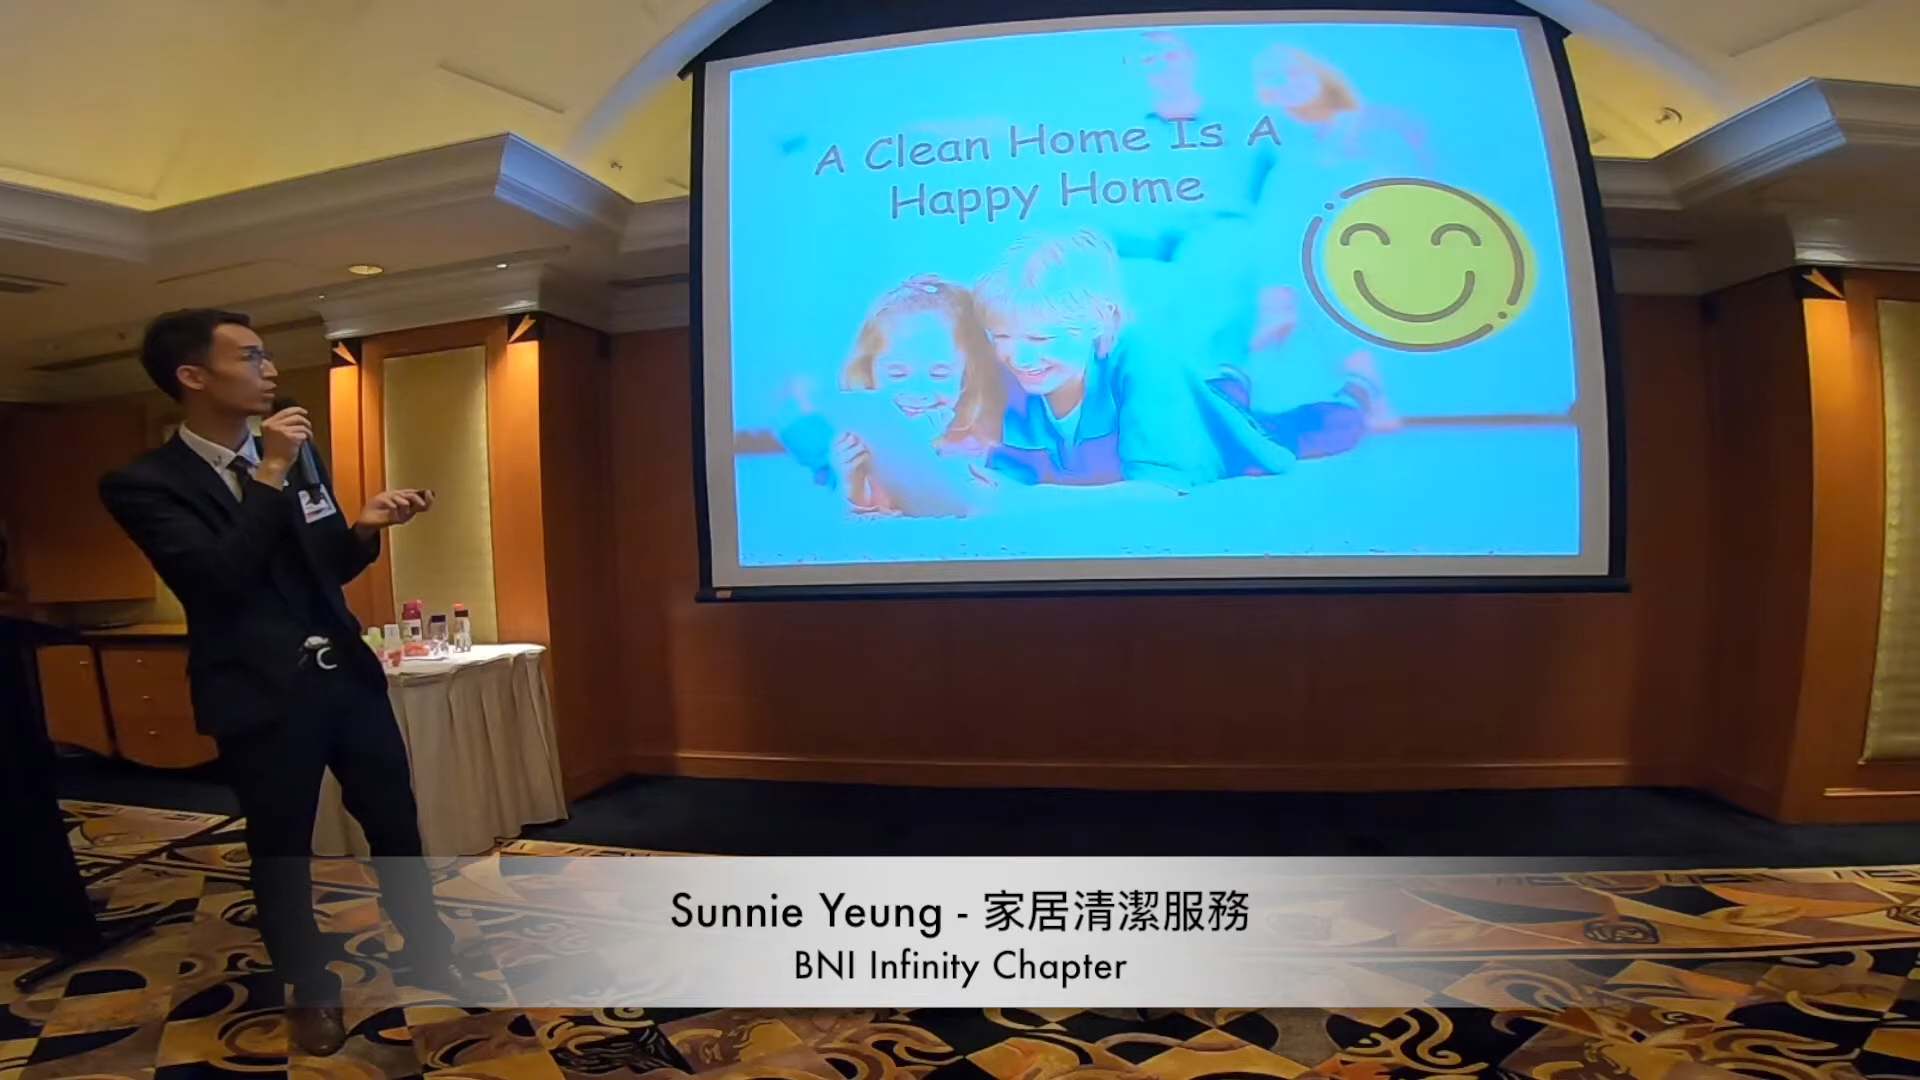 A Clean Home Is A
Happy Home
Sunnie Yeung - 家居清潔服務
BNI Infinity Chapter